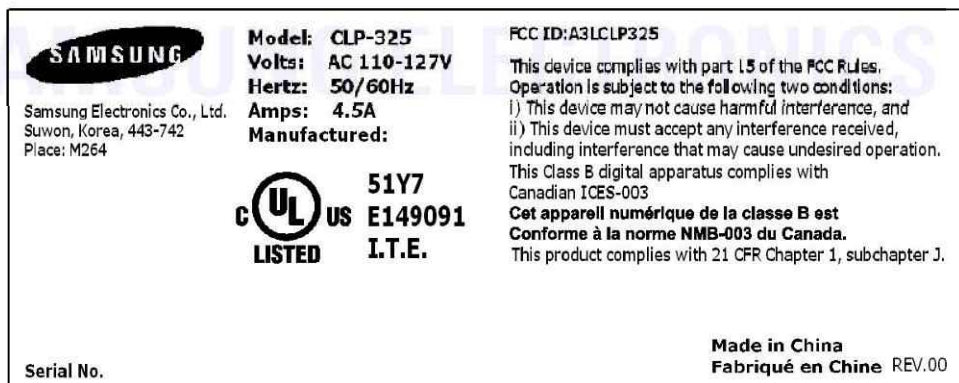 SAMSUNG ELECTRONICS
SAMSUNG
Samsung Electronics Co., Ltd.
Suwon, Korea, 443-742
Place: M264
Model: CLP-325
Volts: AC 110-127V
Hertz: 50/60Hz
Amps: 4.5A
Manufactured:
C UL US
LISTED
51Y7
E149091
I.T.E.
FCC ID:A3LCLP325
This device complies with part 15 of the FCC Rules.
Operation is subject to the following two conditions:
i) This device may not cause harmful interference, and
ii) This device must accept any interference received,
including interference that may cause undesired operation.
This Class B digital apparatus complies with
Canadian ICES-003
Cet appareil numérique de la classe B est
Conforme à la norme NMB-003 du Canada.
This product complies with 21 CFR Chapter 1, subchapter J.
Serial No.
Made in China
Fabriqué en Chine REV.00